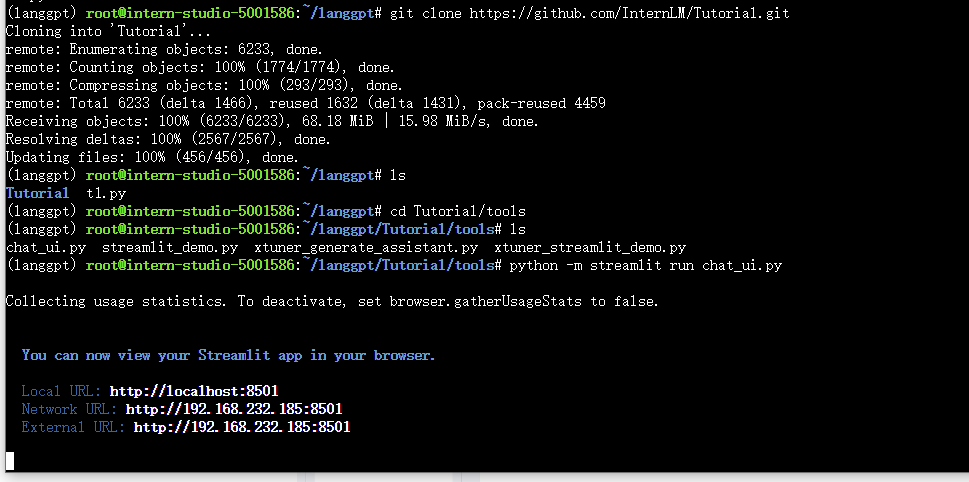 (langgpt) root@intern-studio-5001586:~/langgpt# git clone https://github.com/InternLM/Tutorial.git
Cloning into 'Tutorial'...
remote: Enumerating objects: 6233, done.
remote: Counting objects: 100% (1774/1774), done.
remote: Compressing objects: 100% (293/293), done.
remote: Total 6233 (delta 1466), reused 1632 (delta 1431), pack-reused 4459
Receiving objects: 100% (6233/6233), 68.18 MiB | 15.98 MiB/s, done.
Resolving deltas: 100% (2567/2567), done.
Updating files: 100% (456/456), done.
(langgpt) root@intern-studio-5001586:~/langgpt# ls
Tutorial  t1.py
(langgpt) root@intern-studio-5001586:~/langgpt# cd Tutorial/tools
(langgpt) root@intern-studio-5001586:~/langgpt/Tutorial/tools# ls
chat_ui.py  streamlit_demo.py  xtuner_generate_assistant.py  xtuner_streamlit_demo.py
(langgpt) root@intern-studio-5001586:~/langgpt/Tutorial/tools# python -m streamlit run chat_ui.py
Collecting usage statistics. To deactivate, set browser.gatherUsageStats to false.
You can now view your Streamlit app in your browser.
Local URL: http://localhost:8501
Network URL: http://192.168.232.185:8501
External URL: http://192.168.232.185:8501